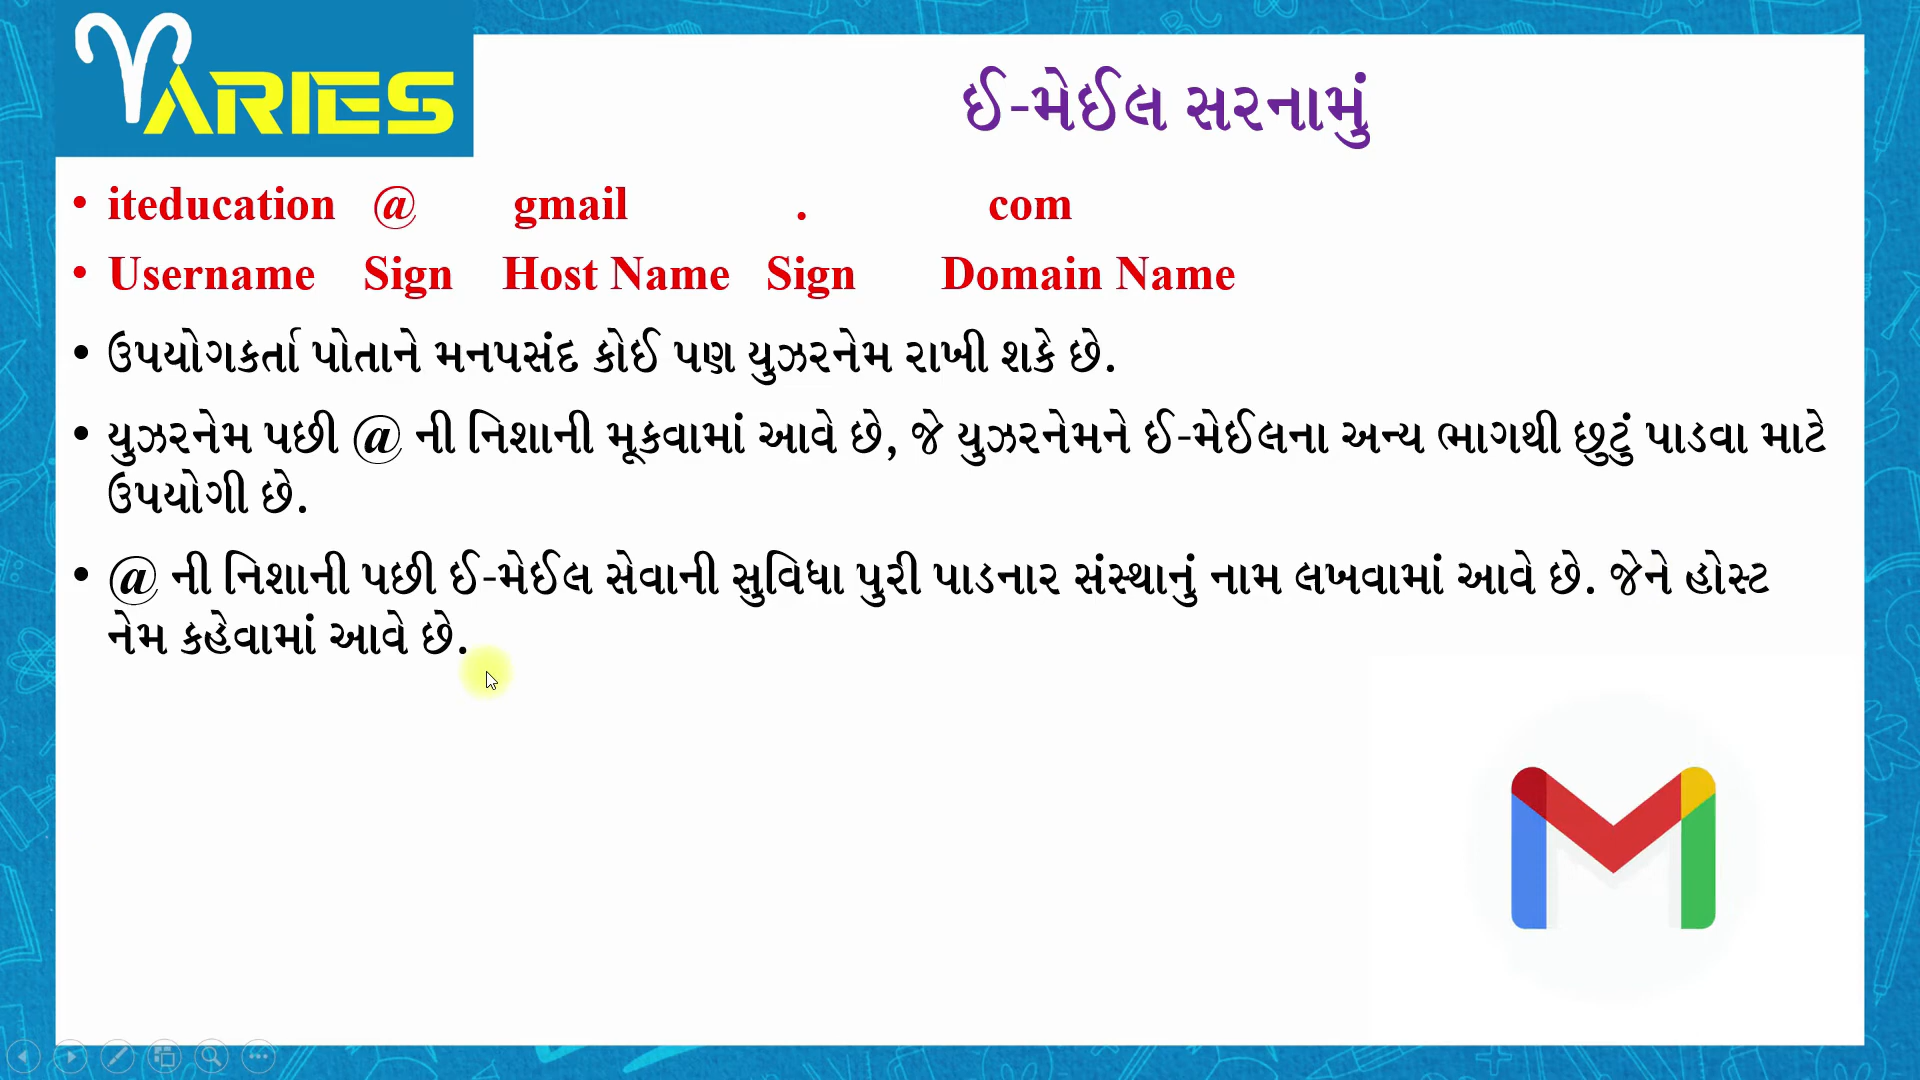 ARIES
ઈ-મેઈલ સરનામું
• iteducation @ gmail . com
• Username Sign Host Name Sign Domain Name
• ઉપયોગકર્તા પોતાને મનપસંદ કોઈ પણ યુઝરનેમ રાખી શકે છે.
• યુઝરનેમ પછી @ ની નિશાની મૂકવામાં આવે છે, જે યુઝરનેમને ઈ-મેઈલના અન્ય ભાગથી છુટું પાડવા માટે
ઉપયોગી છે.
• @ ની નિશાની પછી ઈ-મેઈલ સેવાની સુવિધા પુરી પાડનાર સંસ્થાનું નામ લખવામાં આવે છે. જેને હોસ્ટ
નેમ કહેવામાં આવે છે.